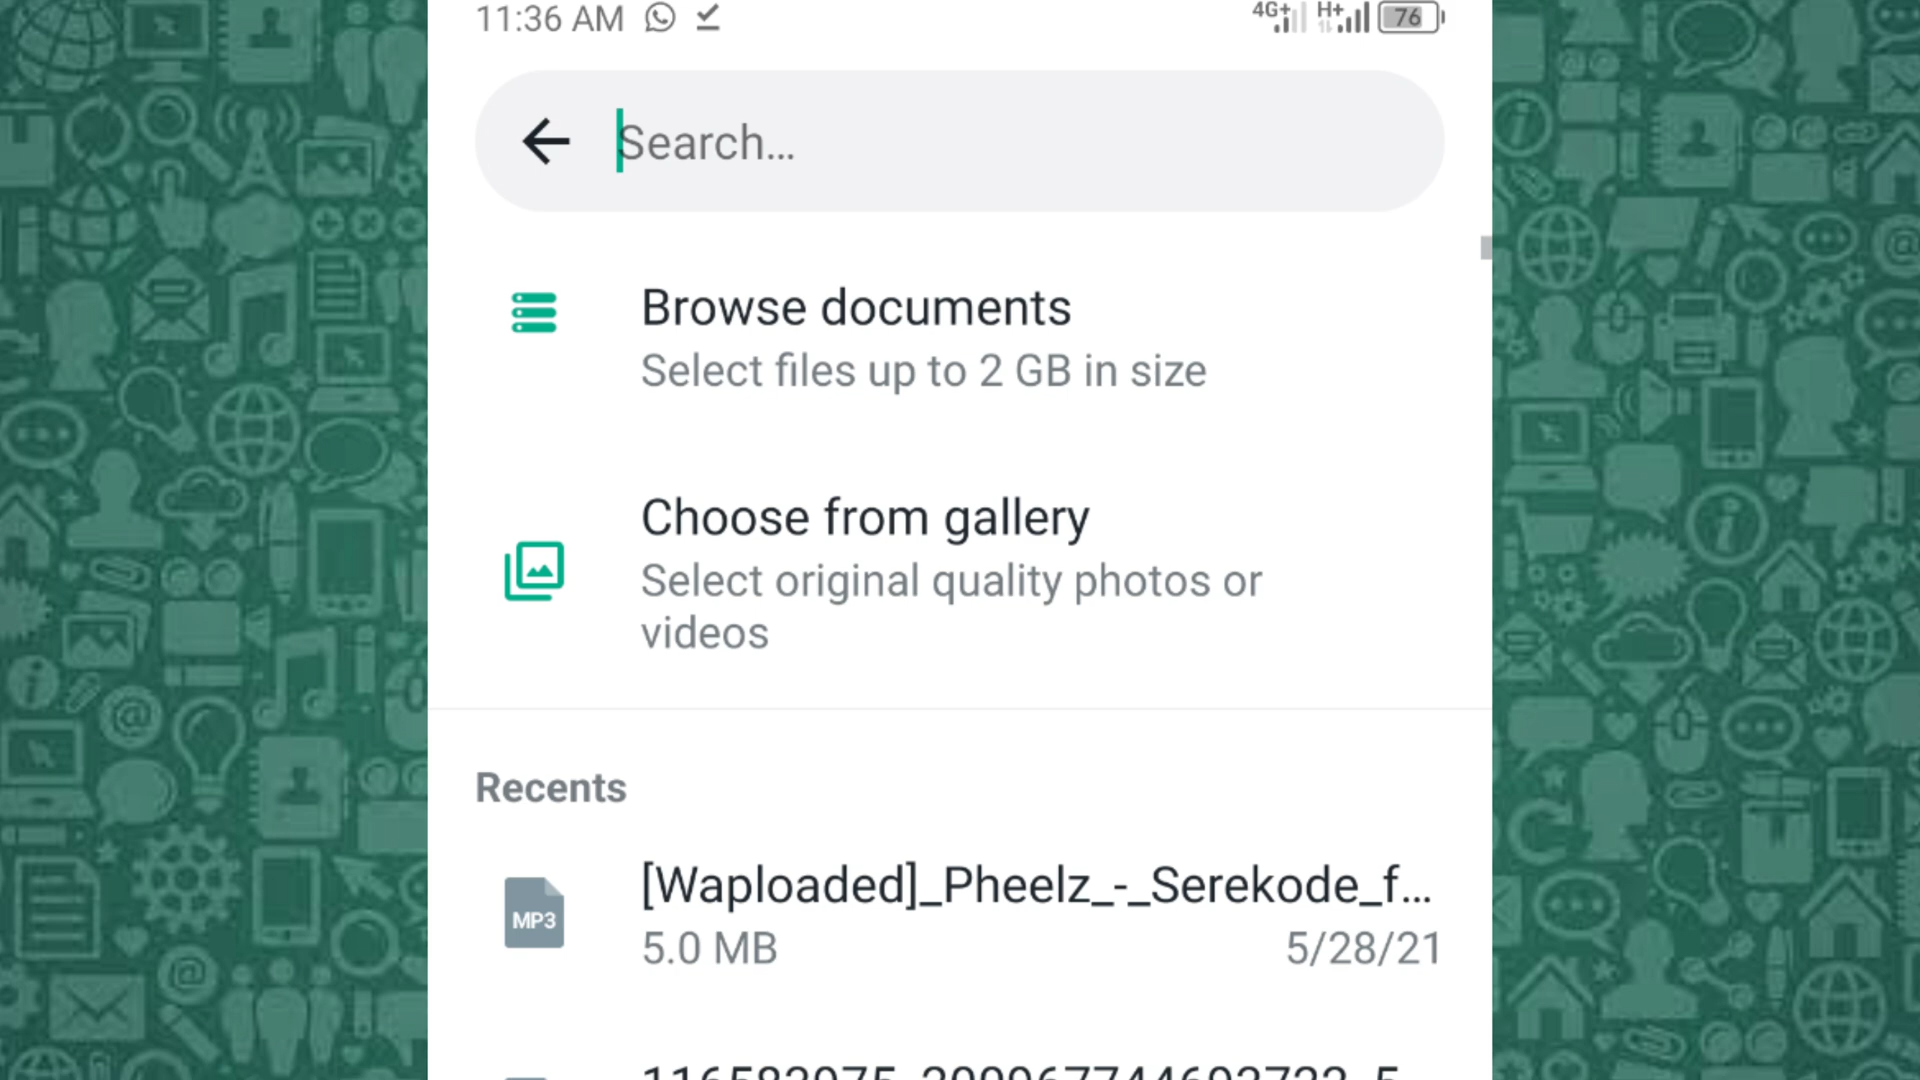 11:36 AM 4G+ H+ 76
Search...
Browse documents
Select files up to 2 GB in size
Choose from gallery
Select original quality photos or
videos
Recents
[Waploaded]_Pheelz_-_Serekode_f...
MP3
5.0 MB 5/28/21